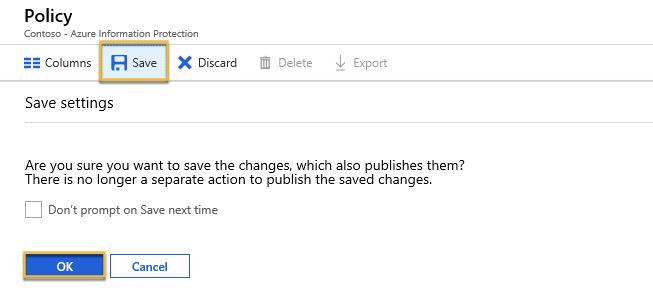 Policy
Contoso - Azure Information Protection
Columns Save Discard Delete Export
Save settings
Are you sure you want to save the changes, which also publishes them?
There is no longer a separate action to publish the saved changes.
Don't prompt on Save next time
OK Cancel